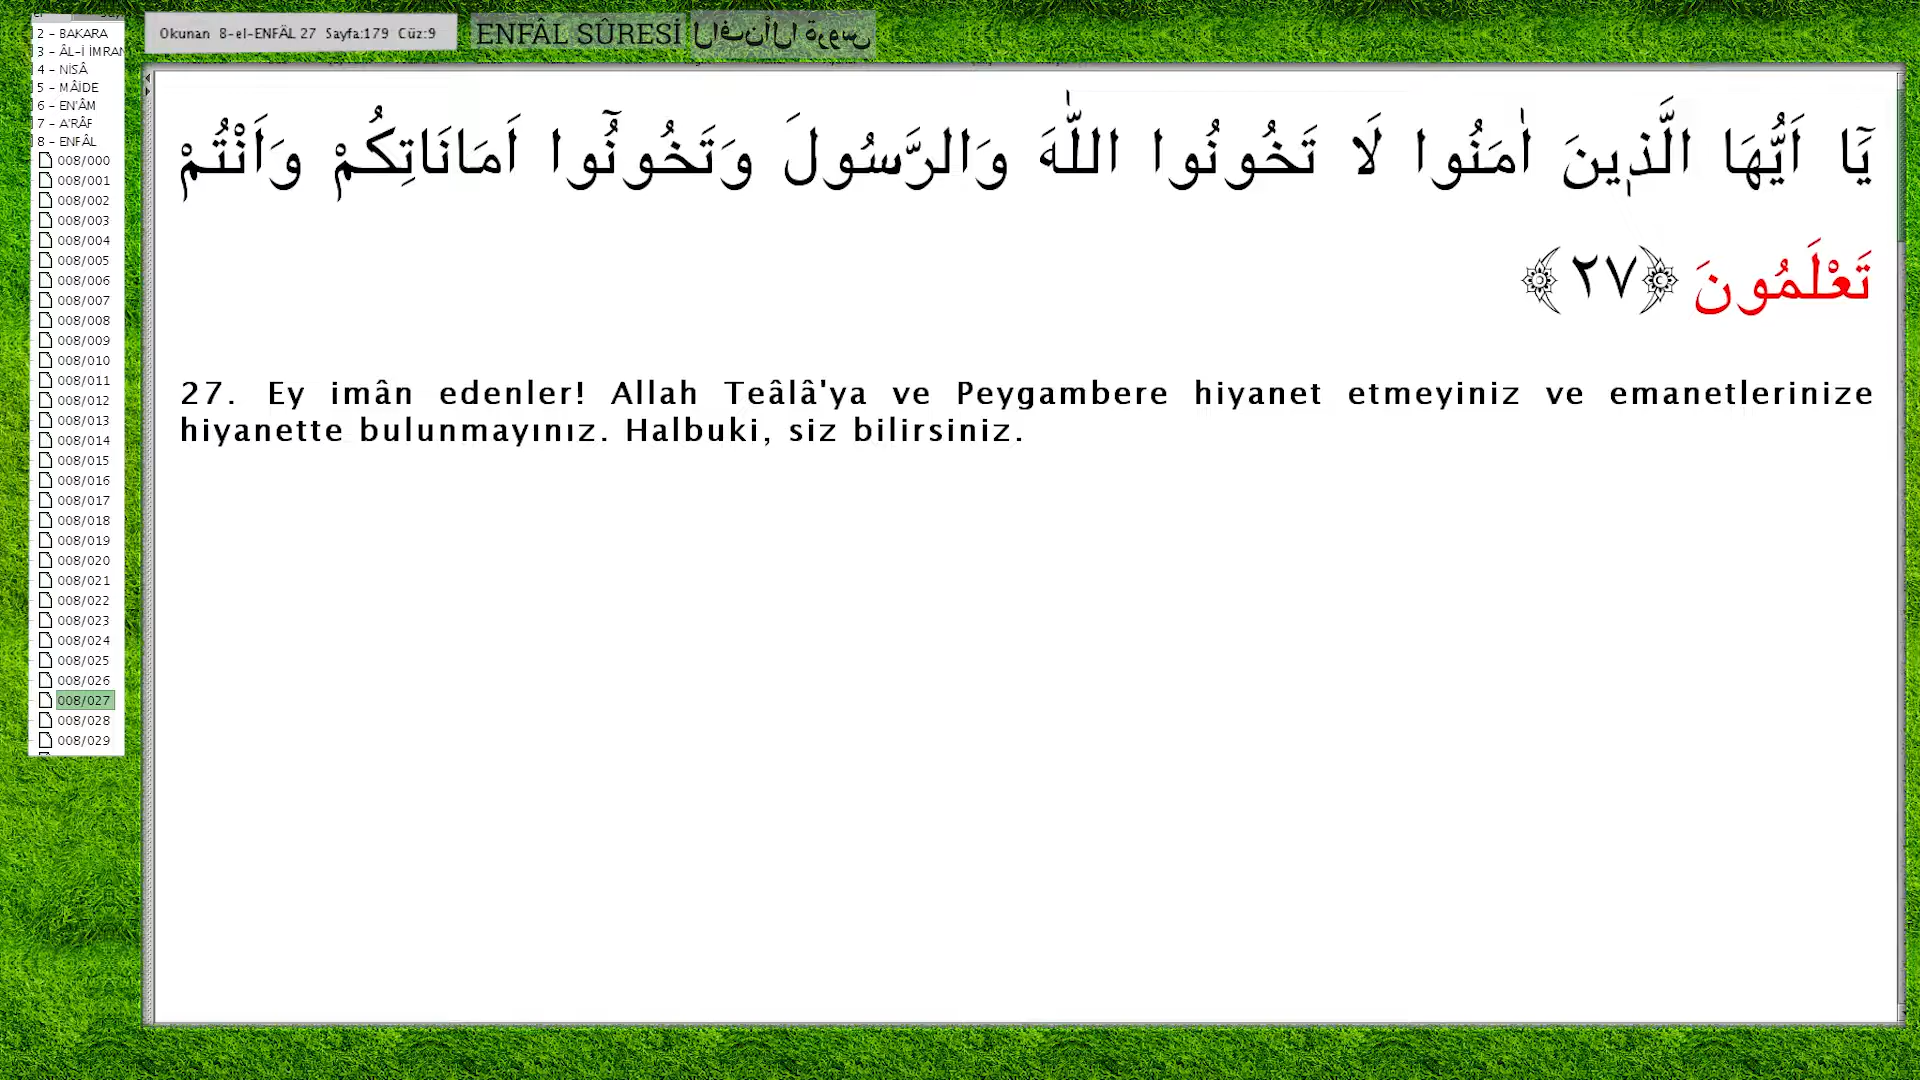 2 – BAKARA
3 – ÂL-İ İMRAN
4 – NİSÂ
5 – MÂİDE
6 – EN'ÂM
7 – A'RÂF
8 – ENFÂL
008/000
008/001
008/002
008/003
008/004
008/005
008/006
008/007
008/008
008/009
008/010
008/011
008/012
008/013
008/014
008/015
008/016
008/017
008/018
008/019
008/020
008/021
008/022
008/023
008/024
008/025
008/026
008/027
008/028
008/029
Okunan 8-el-ENFÂL 27 Sayfa:179 Cüz:9
ENFÂL SÛRESİ سورة الأنفال
يَٓا اَيُّهَا الَّذ۪ينَ اٰمَنُوا لَا تَخُونُوا اللّٰهَ وَالرَّسُولَ وَتَخُونُٓوا اَمَانَاتِكُمْ وَاَنْتُمْ
تَعْلَمُونَ ﴿٢٧﴾
27. Ey imân edenler! Allah Teâlâ'ya ve Peygambere hiyanet etmeyiniz ve emanetlerinize
hiyanette bulunmayınız. Halbuki, siz bilirsiniz.